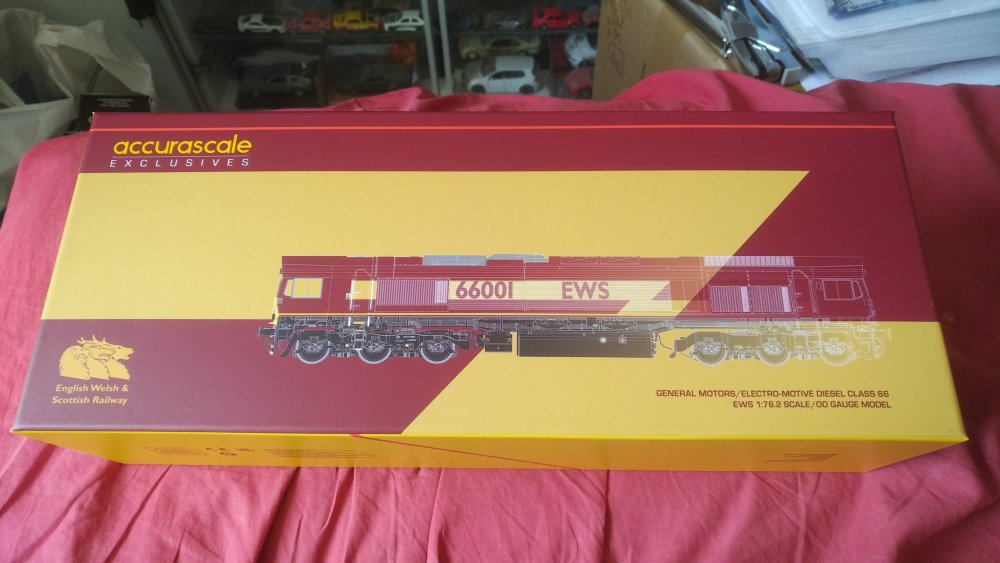 accurascale
EXCLUSIVES
66001 EWS
English Welsh &
Scottish Railway
GENERAL MOTORS/ELECTRO-MOTIVE DIESEL CLASS 66
EWS 1:76.2 SCALE/OO GAUGE MODEL